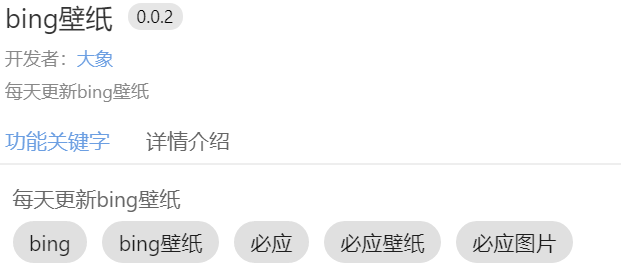 bing壁纸 0.0.2
开发者：大象
每天更新bing壁纸
功能关键字 详情介绍
每天更新bing壁纸
bing bing壁纸 必应 必应壁纸 必应图片